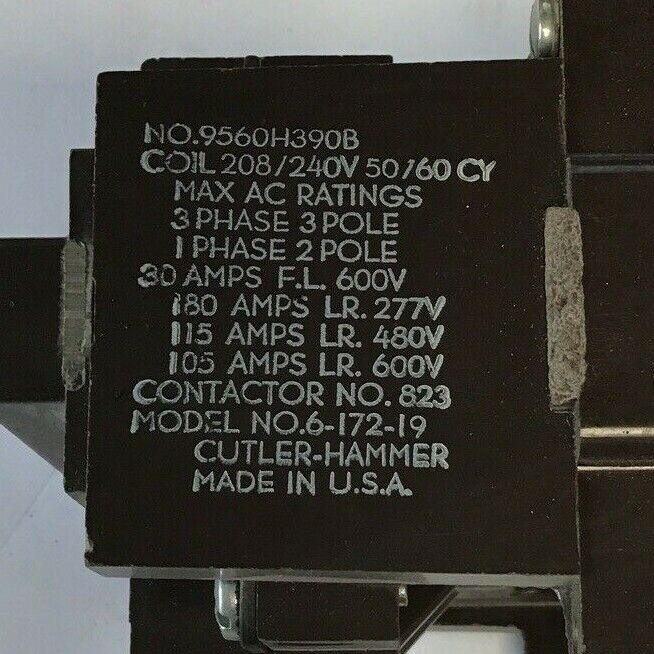 NO.9560H390B
COIL 208/240V 50/60 CY
MAX AC RATINGS
3 PHASE 3 POLE
1 PHASE 2 POLE
30 AMPS F.L. 600V
180 AMPS LR. 277V
115 AMPS LR. 480V
105 AMPS LR. 600V
CONTACTOR NO. 823
MODEL NO.6-172-19
CUTLER-HAMMER
MADE IN U.S.A.